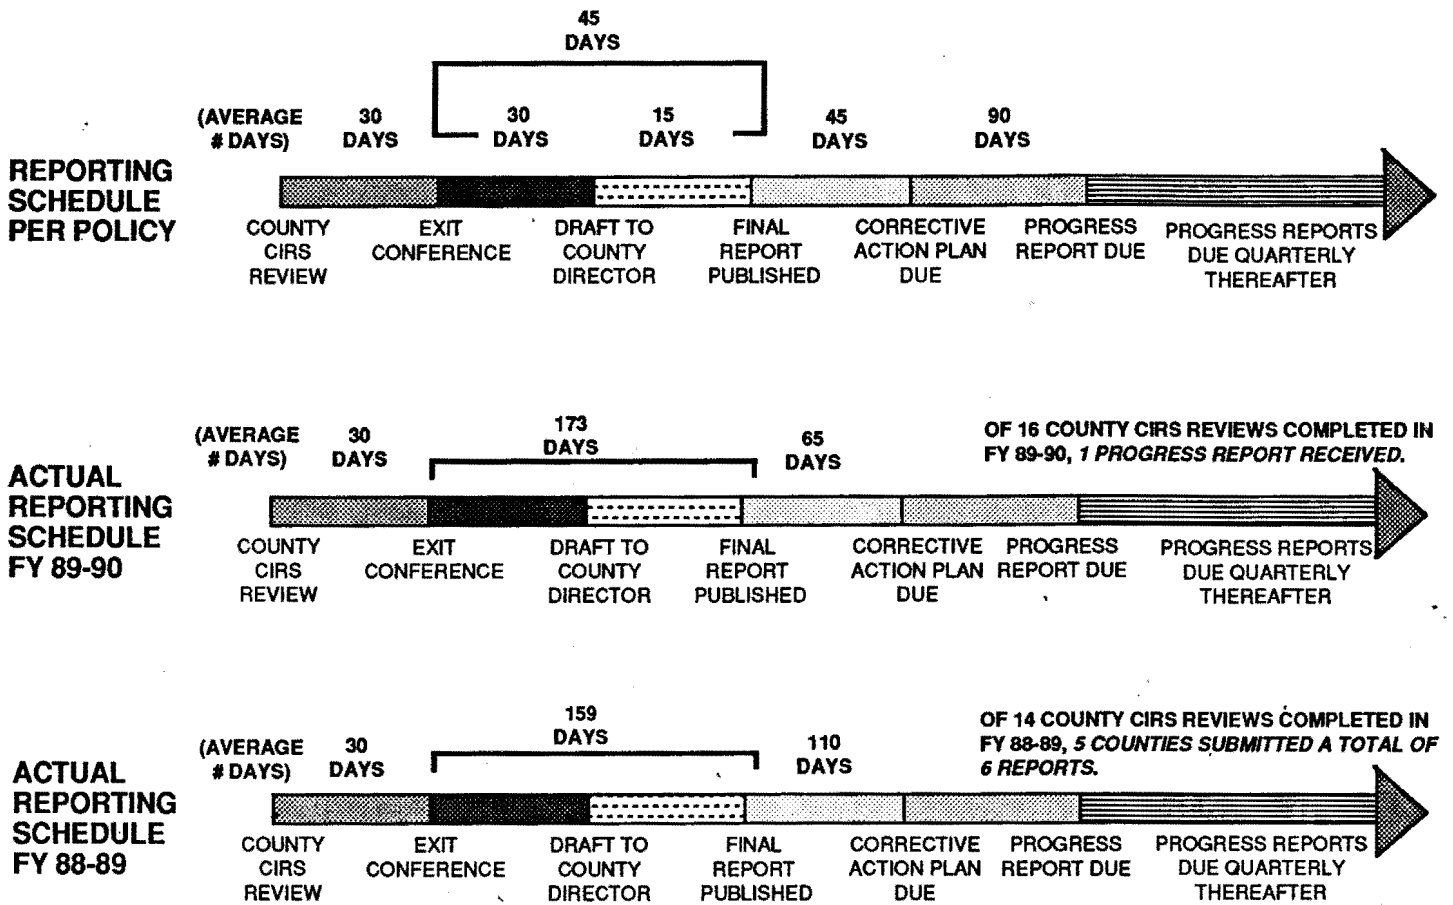 45
DAYS
(AVERAGE
# DAYS)
30
DAYS
30
DAYS
15
DAYS
45
DAYS
90
DAYS
REPORTING
SCHEDULE
PER POLICY
COUNTY
CIRS
REVIEW
EXIT
CONFERENCE
DRAFT TO
COUNTY
DIRECTOR
FINAL
REPORT
PUBLISHED
CORRECTIVE
ACTION PLAN
DUE
PROGRESS
REPORT DUE
PROGRESS REPORTS
DUE QUARTERLY
THEREAFTER
(AVERAGE
# DAYS)
30
DAYS
173
DAYS
65
DAYS
OF 16 COUNTY CIRS REVIEWS COMPLETED IN
FY 89-90, 1 PROGRESS REPORT RECEIVED.
ACTUAL
REPORTING
SCHEDULE
FY 89-90
COUNTY
CIRS
REVIEW
EXIT
CONFERENCE
DRAFT TO
COUNTY
DIRECTOR
FINAL
REPORT
PUBLISHED
CORRECTIVE
ACTION PLAN
DUE
PROGRESS
REPORT DUE
PROGRESS REPORTS
DUE QUARTERLY
THEREAFTER
(AVERAGE
# DAYS)
30
DAYS
159
DAYS
110
DAYS
OF 14 COUNTY CIRS REVIEWS COMPLETED IN
FY 88-89, 5 COUNTIES SUBMITTED A TOTAL OF
6 REPORTS.
ACTUAL
REPORTING
SCHEDULE
FY 88-89
COUNTY
CIRS
REVIEW
EXIT
CONFERENCE
DRAFT TO
COUNTY
DIRECTOR
FINAL
REPORT
PUBLISHED
CORRECTIVE
ACTION PLAN
DUE
PROGRESS
REPORT DUE
PROGRESS REPORTS
DUE QUARTERLY
THEREAFTER